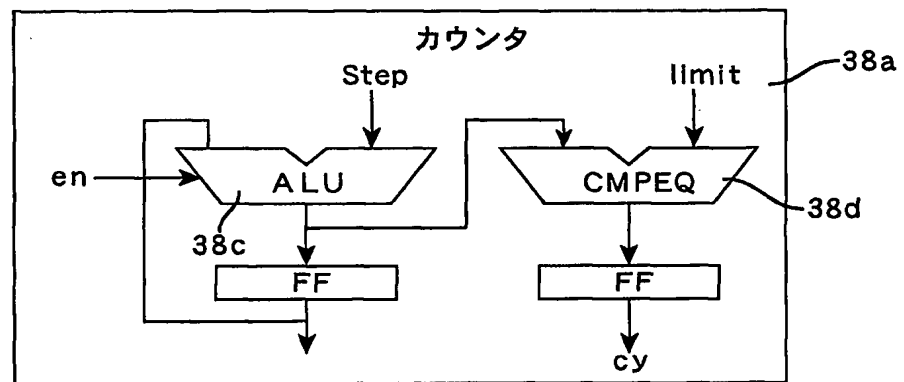 カウンタ
38a
Step
limit
en
ALU
CMPEQ
38c
38d
FF
FF
cy